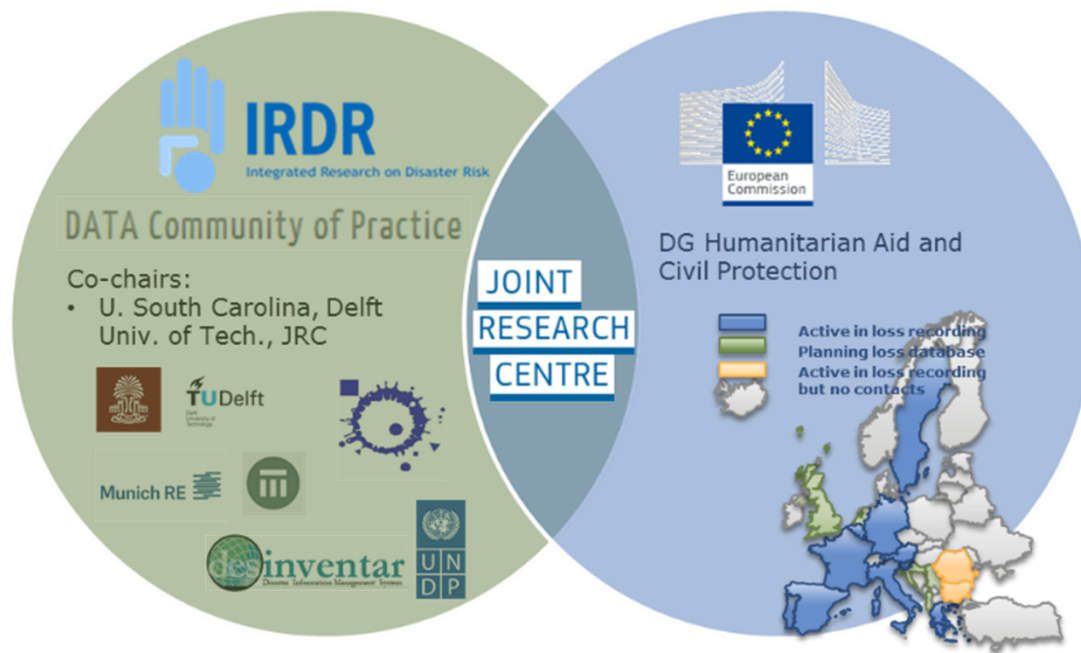 IRDR
Integrated Research on Disaster Risk
DATA Community of Practice
Co-chairs:
• U. South Carolina, Delft
Univ. of Tech., JRC
TUDelft
Delft
University of
Technology
Munich RE
desinventar
Disaster Information Management System
U N
D P
JOINT
RESEARCH
CENTRE
European
Commission
DG Humanitarian Aid and
Civil Protection
Active in loss recording
Planning loss database
Active in loss recording
but no contacts